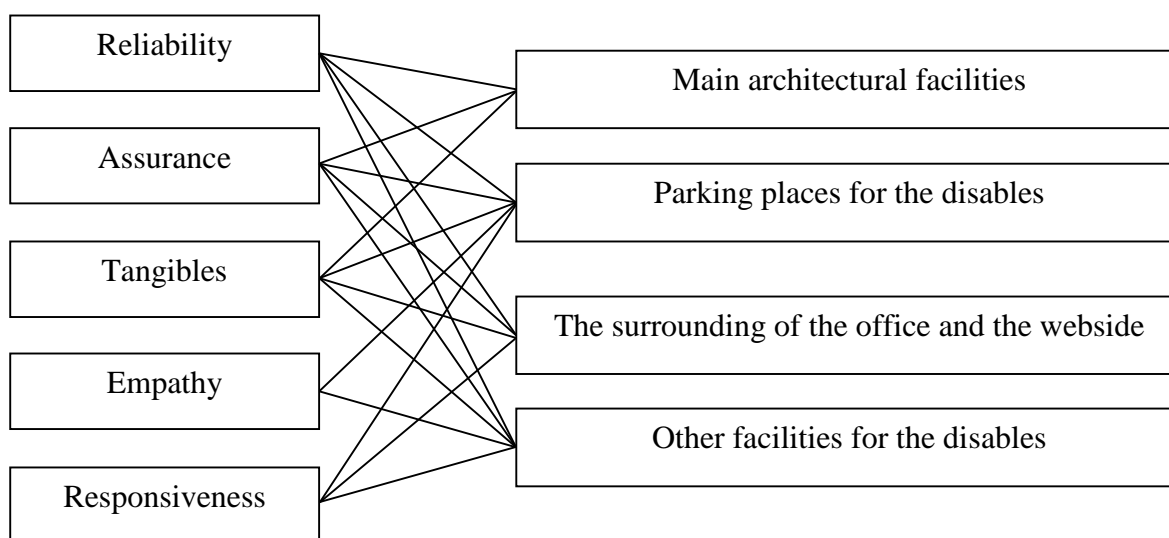 Reliability
Assurance
Tangibles
Empathy
Responsiveness
Main architectural facilities
Parking places for the disables
The surrounding of the office and the webside
Other facilities for the disables